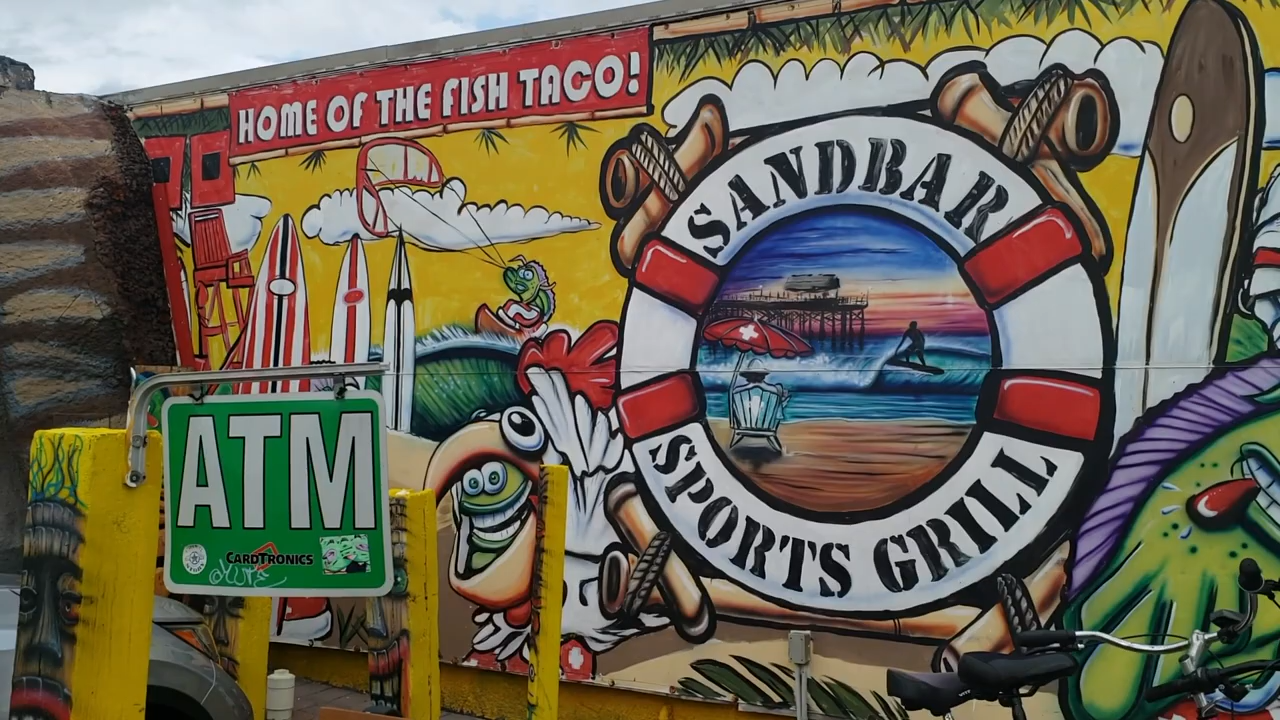 HOME OF THE FISH TACO!
SANDBAR
SPORTS GRILL
ATM
CARDTRONICS